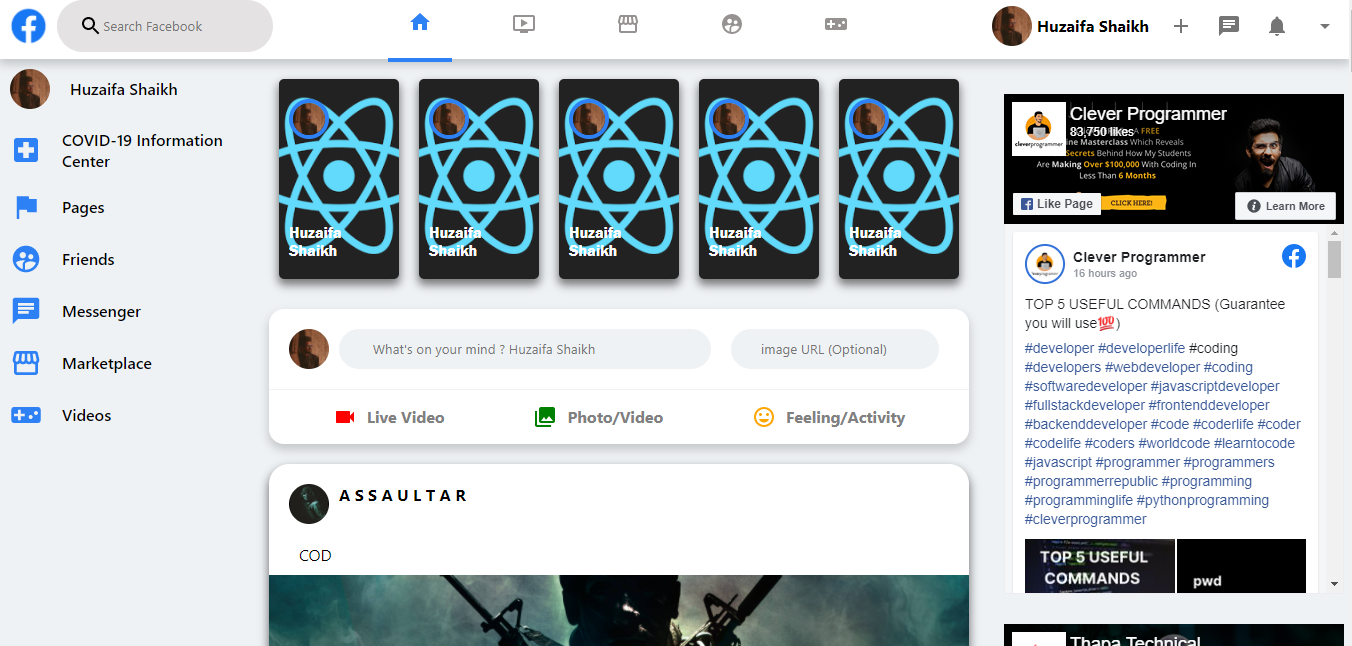 Search Facebook
Huzaifa Shaikh
Huzaifa Shaikh
COVID-19 Information
Center
Pages
Friends
Messenger
Marketplace
Videos
Huzaifa
Shaikh
Huzaifa
Shaikh
Huzaifa
Shaikh
Huzaifa
Shaikh
Huzaifa
Shaikh
What's on your mind ? Huzaifa Shaikh
image URL (Optional)
Live Video
Photo/Video
Feeling/Activity
A S S A U L T A R
COD
Clever Programmer
83,750 likes
A FREE
Masterclass Which Reveals
Secrets Behind How My Students
Are Making Over $100,000 With Coding In
Less Than 6 Months
cleverprogrammer
Like Page
CLICK HERE!
Learn More
Clever Programmer
16 hours ago
TOP 5 USEFUL COMMANDS (Guarantee
you will use💯)
#developer #developerlife #coding
#developers #webdeveloper #coding
#softwaredeveloper #javascriptdeveloper
#fullstackdeveloper #frontenddeveloper
#backenddeveloper #code #coderlife #coder
#codelife #coders #worldcode #learntocode
#javascript #programmer #programmers
#programmerrepublic #programming
#programminglife #pythonprogramming
#cleverprogrammer
TOP 5 USEFUL
COMMANDS
pwd
Thapa Technical